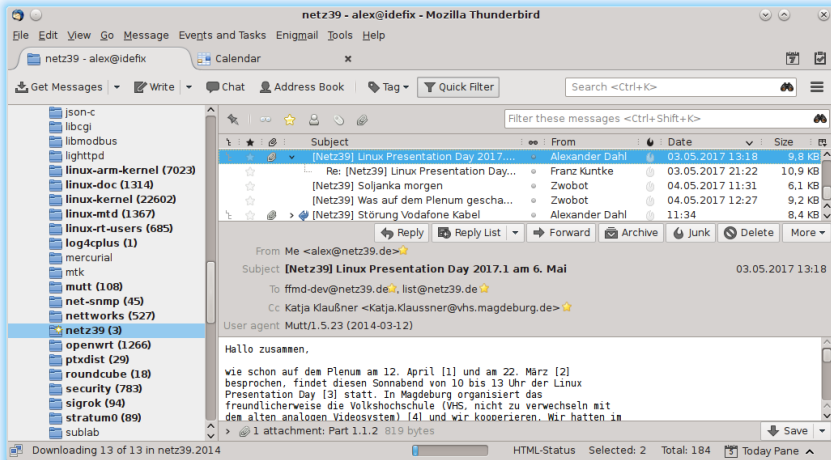 netz39 - alex@idefix - Mozilla Thunderbird
File Edit View Go Message Events and Tasks Enigmail Tools Help
netz39 - alex@idefix
Calendar
Get Messages Write Chat Address Book Tag Quick Filter Search <Ctrl+K>
json-c
libcgi
libmodbus
lighttpd
linux-arm-kernel (7023)
linux-doc (1314)
linux-kernel (22602)
linux-mtd (1367)
linux-rt-users (685)
log4cplus (1)
mercurial
mtk
mutt (108)
net-snmp (45)
nettworks (527)
netz39 (3)
openwrt (1266)
ptxdist (29)
roundcube (18)
security (783)
sigrok (94)
stratum0 (89)
sublab
Filter these messages <Ctrl+Shift+K>
Subject From Date Size
[Netz39] Linux Presentation Day 2017.... Alexander Dahl 03.05.2017 13:18 9,8 KB
Re: [Netz39] Linux Presentation Day... Franz Kuntke 03.05.2017 21:22 10,9 KB
[Netz39] Soljanka morgen Zwobot 04.05.2017 11:31 6,1 KB
[Netz39] Was auf dem Plenum gescha... Zwobot 04.05.2017 12:27 9,2 KB
[Netz39] Störung Vodafone Kabel Alexander Dahl 11:34 8,4 KB
Reply Reply List Forward Archive Junk Delete More
From Me <alex@netz39.de>
Subject [Netz39] Linux Presentation Day 2017.1 am 6. Mai 03.05.2017 13:18
To ffmd-dev@netz39.de, list@netz39.de
Cc Katja Klaußner <Katja.Klaussner@vhs.magdeburg.de>
User agent Mutt/1.5.23 (2014-03-12)
Hallo zusammen,
wie schon auf dem Plenum am 12. April [1] und am 22. März [2]
besprochen, findet diesen Sonnabend von 10 bis 13 Uhr der Linux
Presentation Day [3] statt. In Magdeburg organisiert das
freundlicherweise die Volkshochschule (VHS, nicht zu verwechseln mit
dem alten analogen Videosystem) [4] und wir kooperieren. Wir hatten im
1 attachment: Part 1.1.2 819 bytes
Save
Downloading 13 of 13 in netz39.2014 HTML-Status Selected: 2 Total: 184 Today Pane